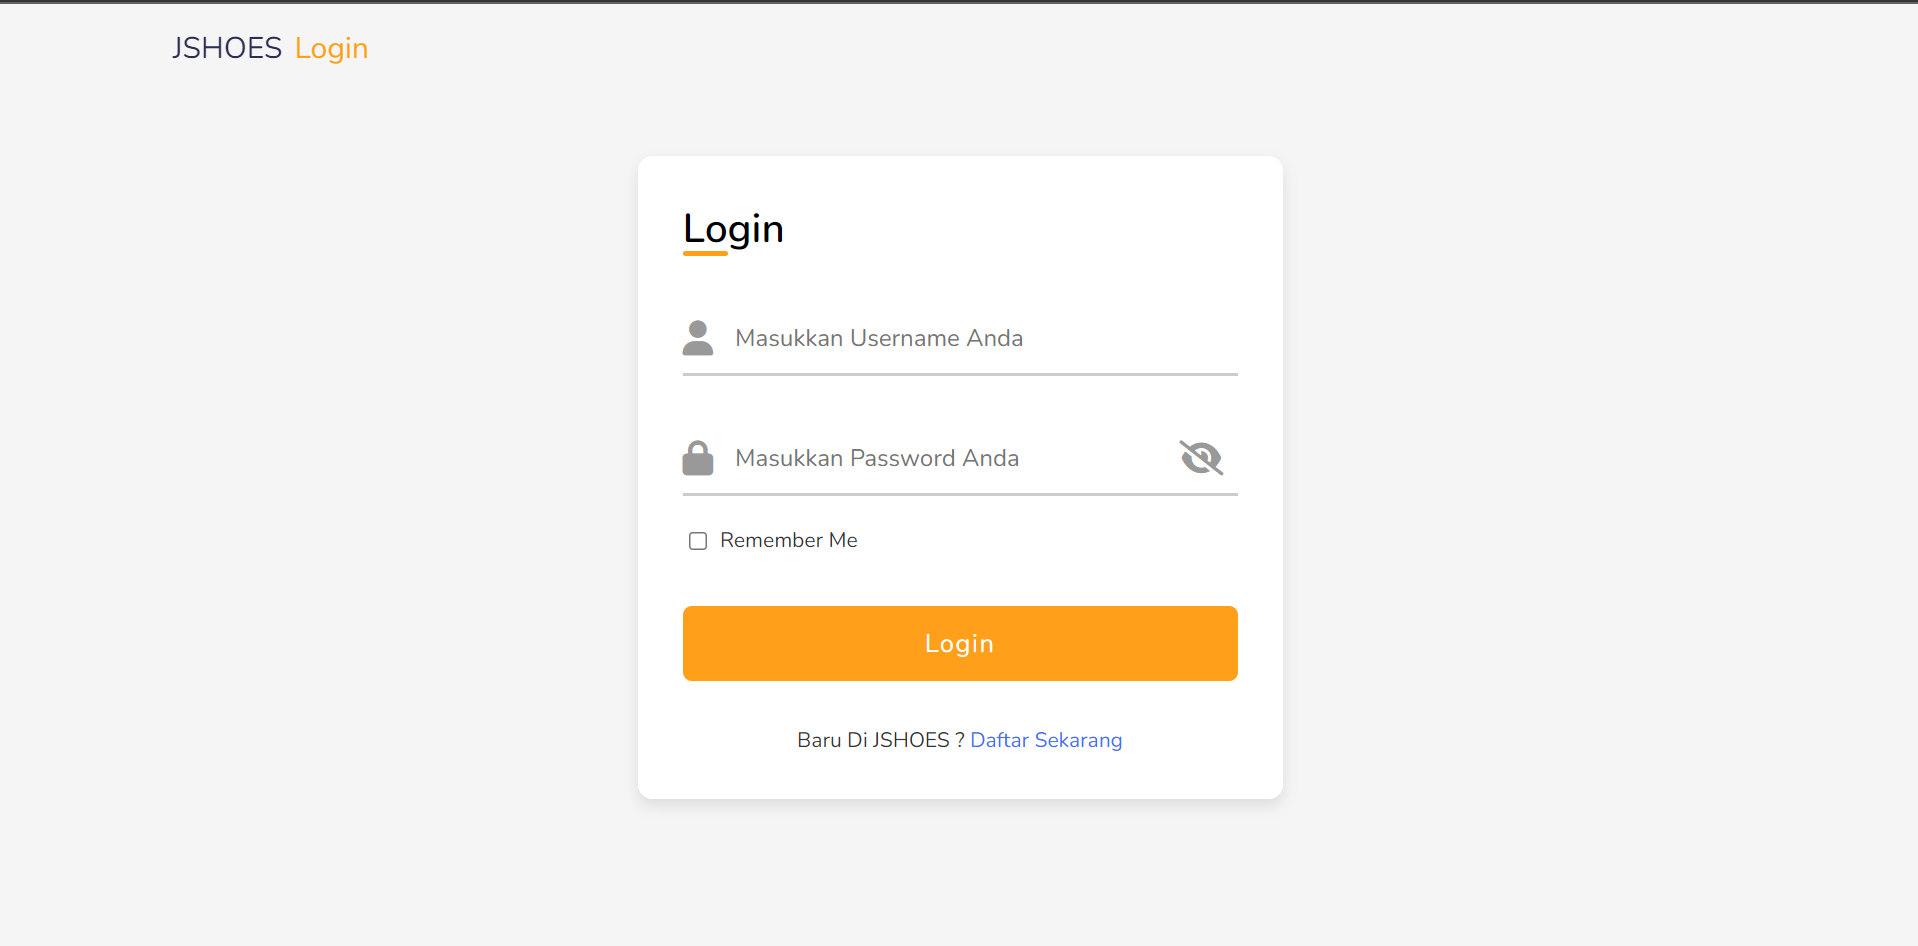 JSHOES Login
Login
Masukkan Username Anda
Masukkan Password Anda
Remember Me
Login
Baru Di JSHOES ? Daftar Sekarang